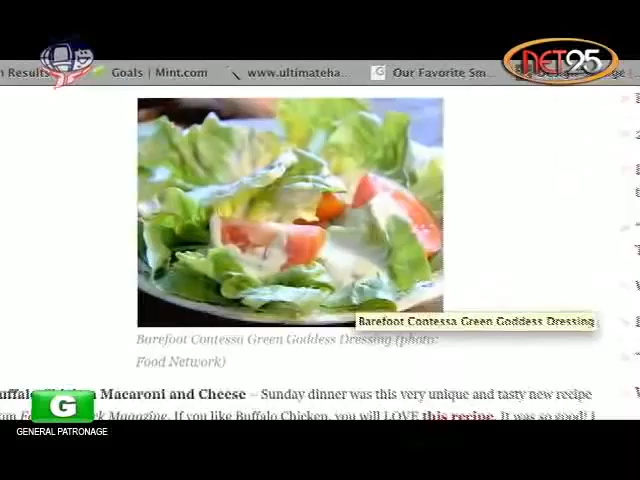 NET25
n Results
Goals | Mint.com
www.ultimateha...
G
Our Favorite Sm...
Barefoot Contessa Green Goddess Dressing
Barefoot Contessa Green Goddess Dressing (photo:
Food Network)
Macaroni and Cheese – Sunday dinner was this very unique and tasty new recipe
Magazine. If you like Buffalo Chicken, you will LOVE this recipe. It was so good! I
G
GENERAL PATRONAGE